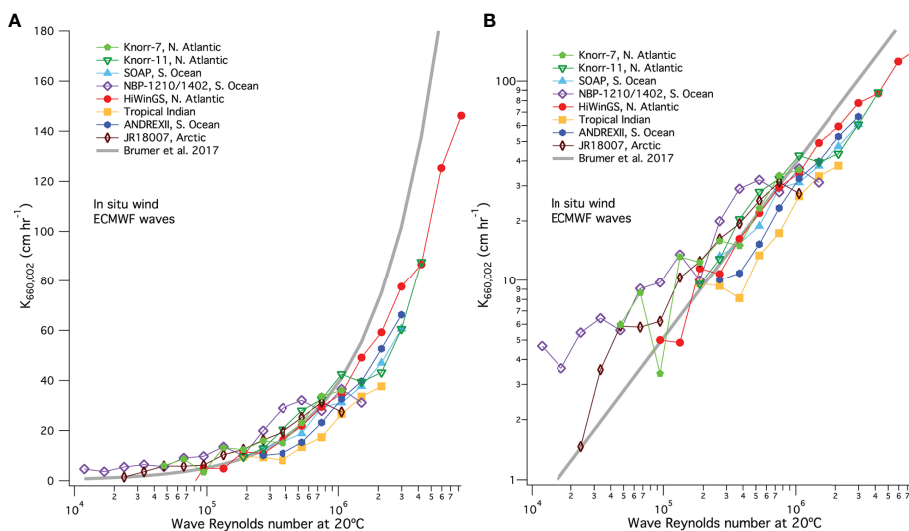 A
180
160
140
120
100
80
60
40
20
0
K660,CO2 (cm hr-1)
Knorr-7, N. Atlantic
Knorr-11, N. Atlantic
SOAP, S. Ocean
NBP-1210/1402, S. Ocean
HiWinGS, N. Atlantic
Tropical Indian
ANDREXII, S. Ocean
JR18007, Arctic
Brumer et al. 2017
In situ wind
ECMWF waves
10^4 2 3 4 5 6 7 10^5 2 3 4 5 6 7 10^6 2 3 4 5 6 7
Wave Reynolds number at 20°C
B
100
9
8
7
6
5
4
3
2
10
9
8
7
6
5
4
3
2
1
K660,CO2 (cm hr-1)
Knorr-7, N. Atlantic
Knorr-11, N. Atlantic
SOAP, S. Ocean
NBP-1210/1402, S. Ocean
HiWinGS, N. Atlantic
Tropical Indian
ANDREXII, S. Ocean
JR18007, Arctic
Brumer et al. 2017
In situ wind
ECMWF waves
10^4 2 3 4 5 6 7 10^5 2 3 4 5 6 7 10^6 2 3 4 5 6 7
Wave Reynolds number at 20°C